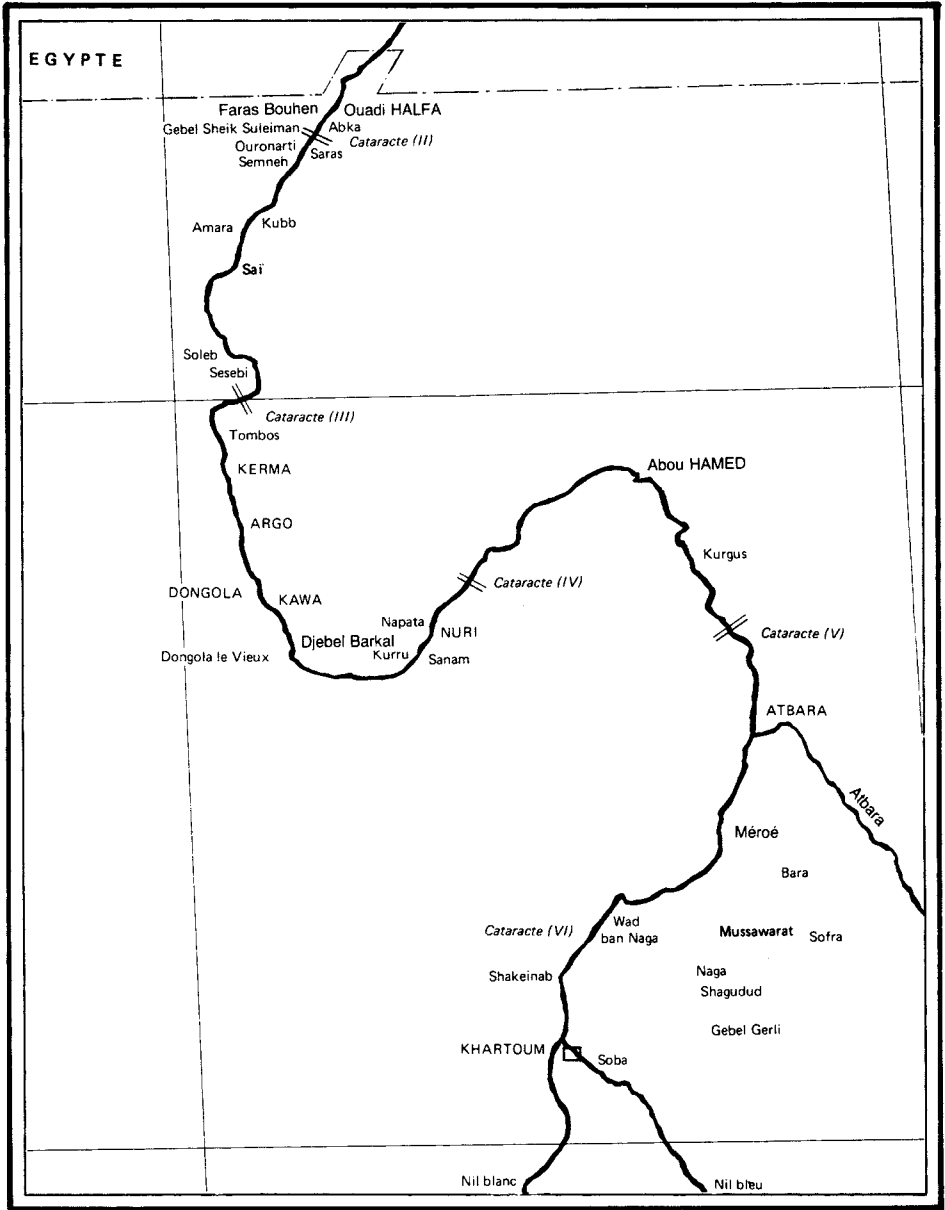 EGYPTE
Faras Bouhen
Ouadi HALFA
Gebel Sheik Suleiman
Abka
Cataracte (II)
Ouronarti
Saras
Semneh
Amara
Kubb
Saï
Soleb
Sesebi
Cataracte (III)
Tombos
KERMA
Abou HAMED
ARGO
Kurgus
Cataracte (IV)
DONGOLA
KAWA
Napata
NURI
Cataracte (V)
Djebel Barkal
Dongola le Vieux
Kurru
Sanam
ATBARA
Atbara
Méroé
Bara
Wad
ban Naga
Cataracte (VI)
Mussawarat
Sofra
Shakeinab
Naga
Shagudud
Gebel Gerli
KHARTOUM
Soba
Nil blanc
Nil bleu